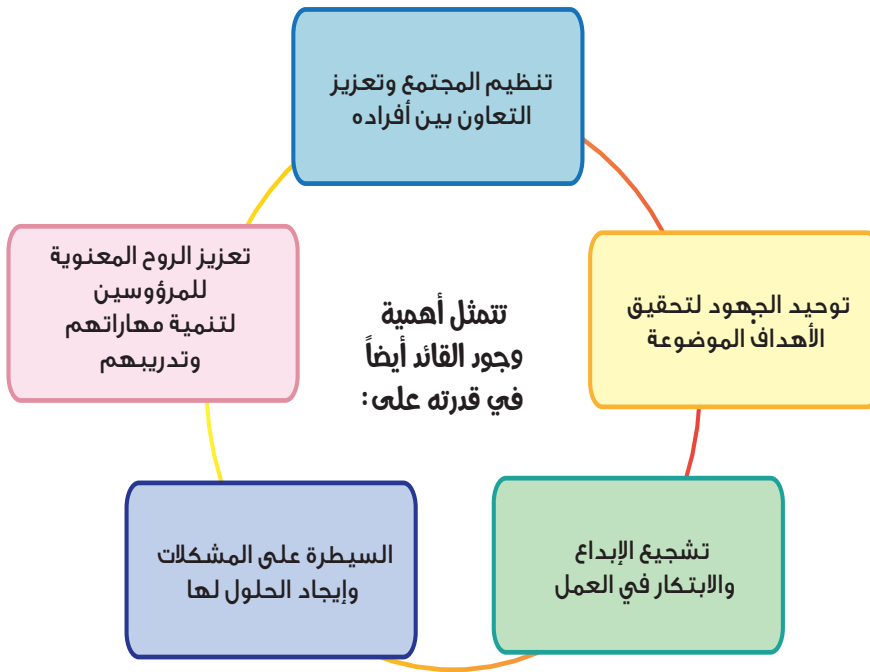 تنظيم المجتمع وتعزيز
التعاون بين أفراده
توحيد الجهود لتحقيق
الأهداف الموضوعة
تشجيع الإبداع
والابتكار في العمل
السيطرة على المشكلات
وإيجاد الحلول لها
تعزيز الروح المعنوية
للمرؤوسين
لتنمية مهاراتهم
وتدريبهم
تتمثل أهمية
وجود القائد أيضاً
في قدرته على: